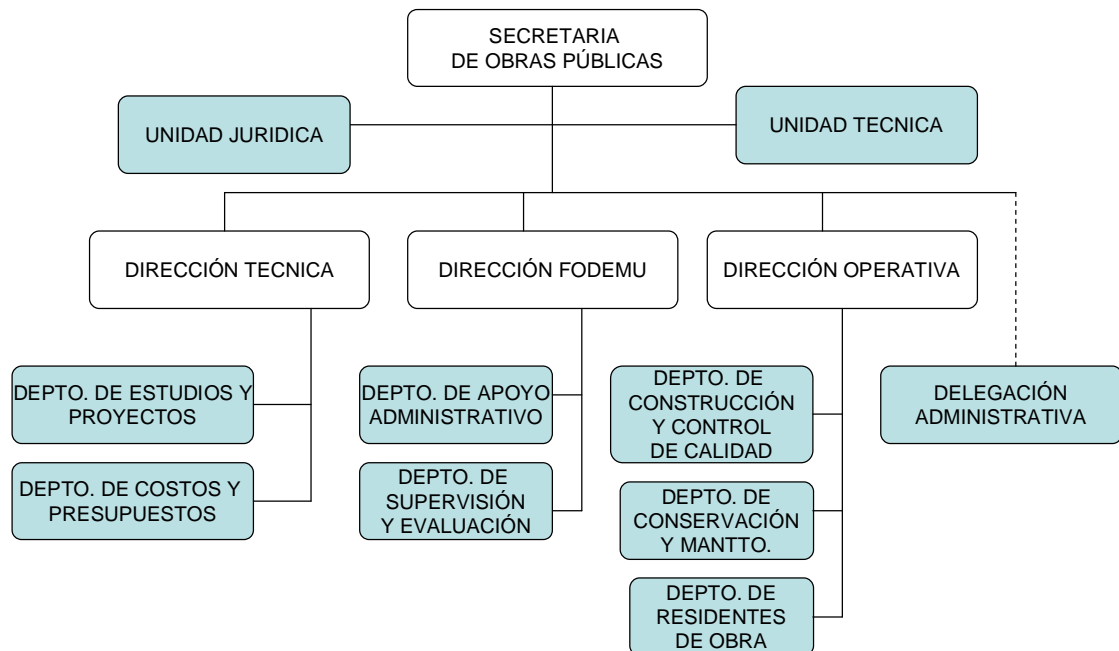 SECRETARIA
DE OBRAS PÚBLICAS
UNIDAD JURIDICA
UNIDAD TECNICA
DIRECCIÓN TECNICA
DIRECCIÓN FODEMU
DIRECCIÓN OPERATIVA
DEPTO. DE ESTUDIOS Y
PROYECTOS
DEPTO. DE APOYO
ADMINISTRATIVO
DEPTO. DE
CONSTRUCCIÓN
Y CONTROL
DE CALIDAD
DELEGACIÓN
ADMINISTRATIVA
DEPTO. DE COSTOS Y
PRESUPUESTOS
DEPTO. DE
SUPERVISIÓN
Y EVALUACIÓN
DEPTO. DE
CONSERVACIÓN
Y MANTTO.
DEPTO. DE
RESIDENTES
DE OBRA